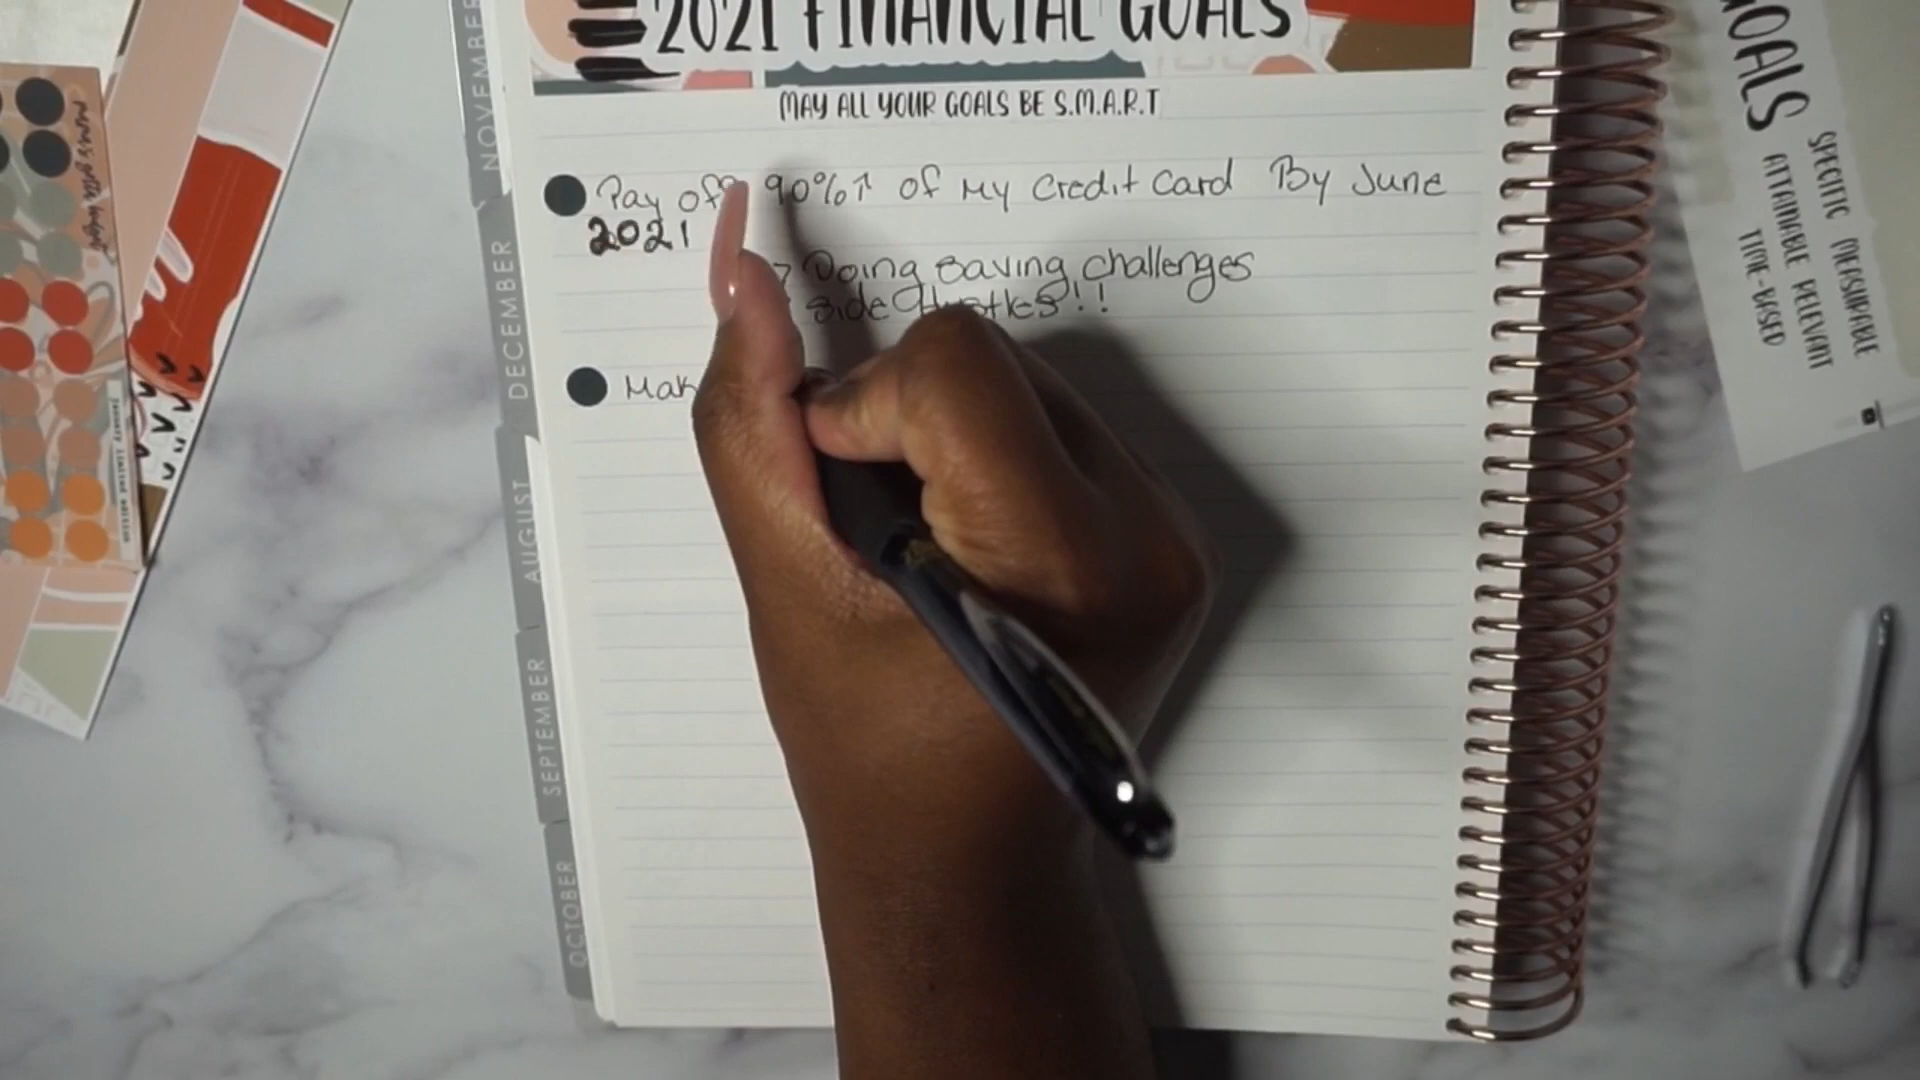 2021 FINANCIAL GOALS
MAY ALL YOUR GOALS BE S.M.A.R.T
Pay off 90%↑ of My Credit Card By June
2021
Doing saving challenges
side Hustles!!
Mak
NOVEMBER
DECEMBER
AUGUST
SEPTEMBER
OCTOBER
GOALS
SPECIFIC MEASURABLE
ATTAINABLE RELEVANT
TIME-BASED